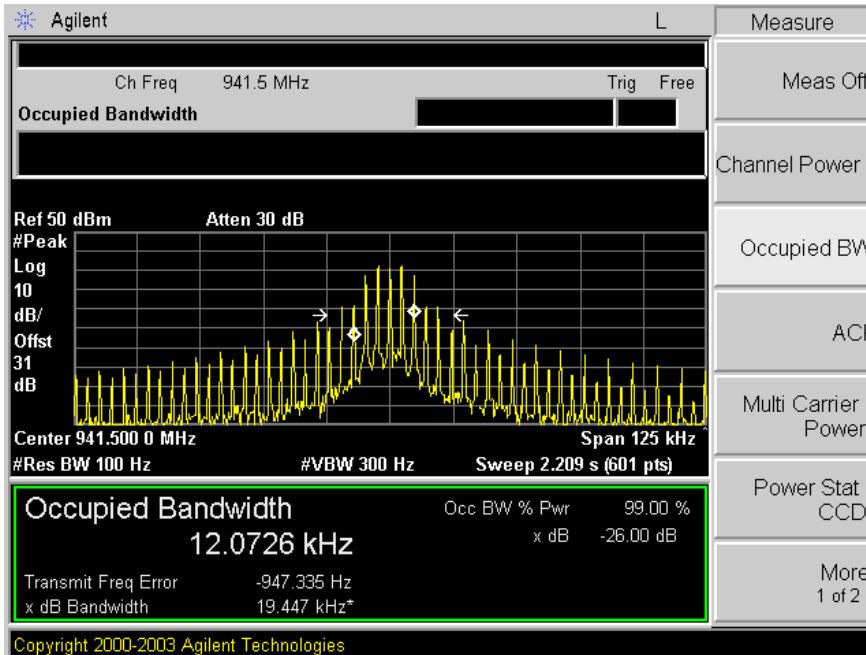 Agilent L Measure
Ch Freq 941.5 MHz Trig Free
Occupied Bandwidth
Meas Off
Channel Power
Occupied BW
Ref 50 dBm Atten 30 dB
#Peak
Log
10
dB/
Offst
31
dB
Center 941.500 0 MHz Span 125 kHz
#Res BW 100 Hz #VBW 300 Hz Sweep 2.209 s (601 pts)
Multi Carrier
Power
Occupied Bandwidth Occ BW % Pwr 99.00 %
12.0726 kHz x dB -26.00 dB
Transmit Freq Error -947.335 Hz
x dB Bandwidth 19.447 kHz*
Power Stat
CCD
More
1 of 2
Copyright 2000-2003 Agilent Technologies